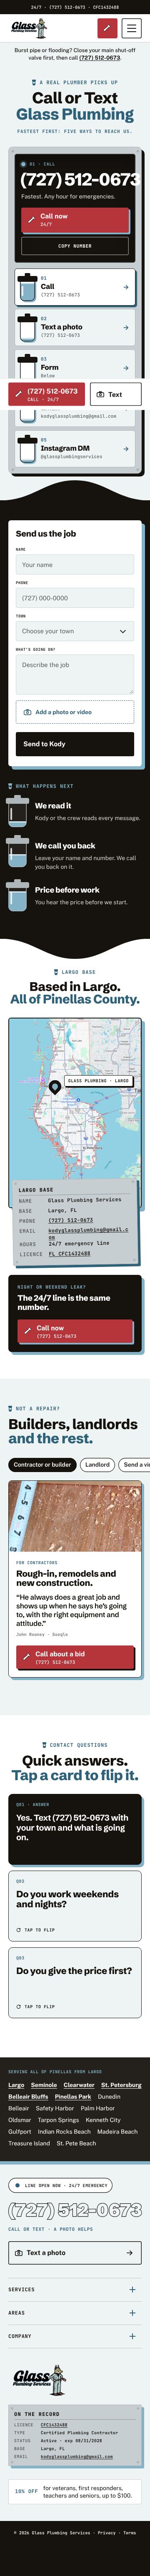 24/7 · (727) 512-0673 · CFC1432488
Glass
Plumbing Services
Burst pipe or flooding? Close your main shut-off
valve first, then call (727) 512-0673.
A REAL PLUMBER PICKS UP
Call or Text
Glass Plumbing
FASTEST FIRST: FIVE WAYS TO REACH US.
01 · CALL
(727) 512-0673
Fastest. Any hour for emergencies.
Call now
24/7
COPY NUMBER
01
Call
(727) 512-0673
02
Text a photo
(727) 512-0673
03
Form
Below
(727) 512-0673
CALL · 24/7
Text
kodyglassplumbing@gmail.com
05
Instagram DM
@glassplumbingservices
Send us the job
NAME
Your name
PHONE
(727) 000-0000
TOWN
Choose your town
WHAT'S GOING ON?
Describe the job
Add a photo or video
Send to Kody
WHAT HAPPENS NEXT
We read it
Kody or the crew reads every message.
We call you back
Leave your name and number. We call
you back on it.
Price before work
You hear the price before we start.
LARGO BASE
Based in Largo.
All of Pinellas County.
GLASS PLUMBING · LARGO
LARGO BASE
NAME Glass Plumbing Services
BASE Largo, FL
PHONE (727) 512-0673
EMAIL kodyglassplumbing@gmail.c
om
HOURS 24/7 emergency line
LICENCE FL CFC1432488
NIGHT OR WEEKEND LEAK?
The 24/7 line is the same
number.
Call now
(727) 512-0673
NOT A REPAIR?
Builders, landlords
and the rest.
Contractor or builder
Landlord
Send a vi
FOR CONTRACTORS
Rough-in, remodels and
new construction.
“He always does a great job and
shows up when he says he’s going
to, with the right equipment and
attitude.”
John Rooney · Google
Call about a bid
(727) 512-0673
CONTACT QUESTIONS
Quick answers.
Tap a card to flip it.
Q01 · ANSWER
Yes. Text (727) 512-0673 with
your town and what is going
on.
Q02
Do you work weekends
and nights?
TAP TO FLIP
Q03
Do you give the price first?
TAP TO FLIP
SERVING ALL OF PINELLAS FROM LARGO
Largo Seminole Clearwater St. Petersburg
Belleair Bluffs Pinellas Park Dunedin
Belleair Safety Harbor Palm Harbor
Oldsmar Tarpon Springs Kenneth City
Gulfport Indian Rocks Beach Madeira Beach
Treasure Island St. Pete Beach
LINE OPEN NOW · 24/7 EMERGENCY
(727) 512-0673
CALL OR TEXT · A PHOTO HELPS
Text a photo
SERVICES
AREAS
COMPANY
Glass
Plumbing Services
ON THE RECORD
LICENCE CFC1432488
TYPE Certified Plumbing Contractor
STATUS Active · exp 08/31/2028
BASE Largo, FL
EMAIL kodyglassplumbing@gmail.com
10% OFF for veterans, first responders,
teachers and seniors, up to $100.
© 2026 Glass Plumbing Services · Privacy · Terms